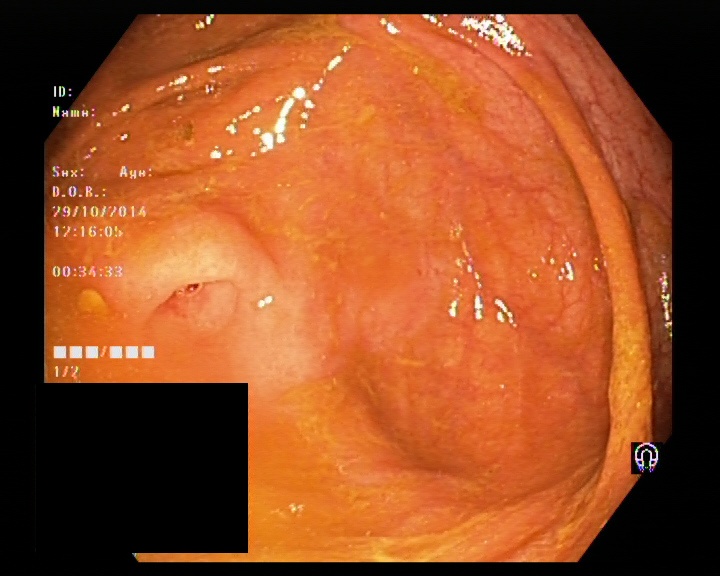 ID:
Name:
Sex: Age:
D.O.B.:
29/10/2014
12:16:05
00:34:33
■■■/■■■
1/2